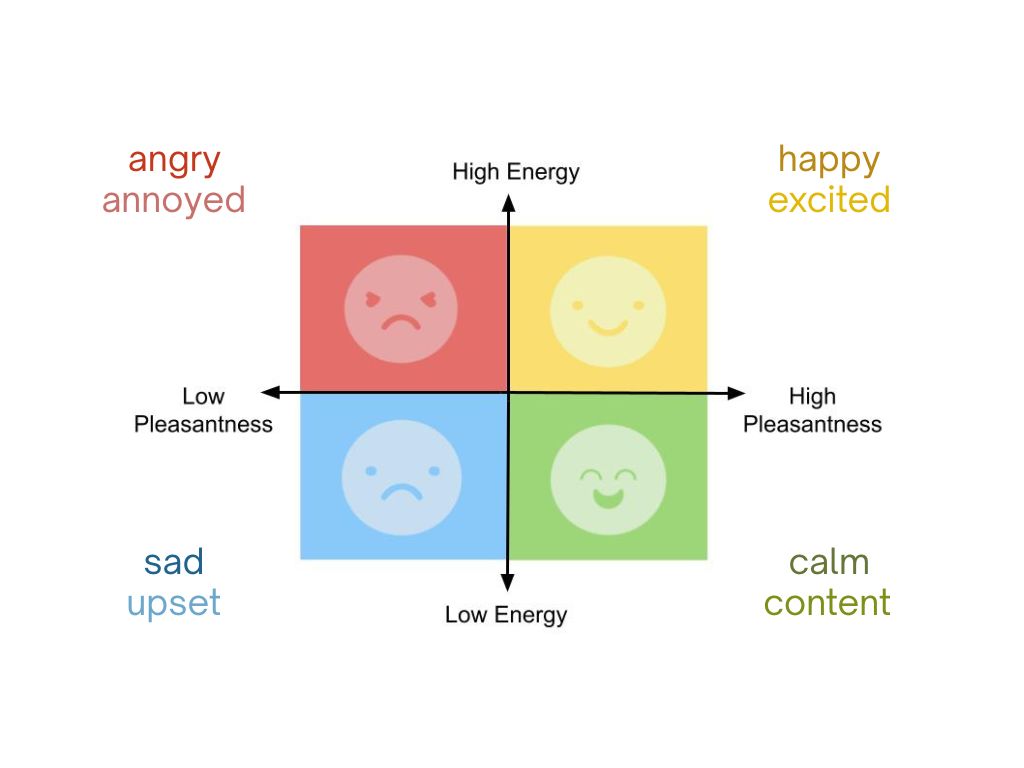 angry
annoyed
High Energy
happy
excited
Low
Pleasantness
High
Pleasantness
sad
upset
Low Energy
calm
content